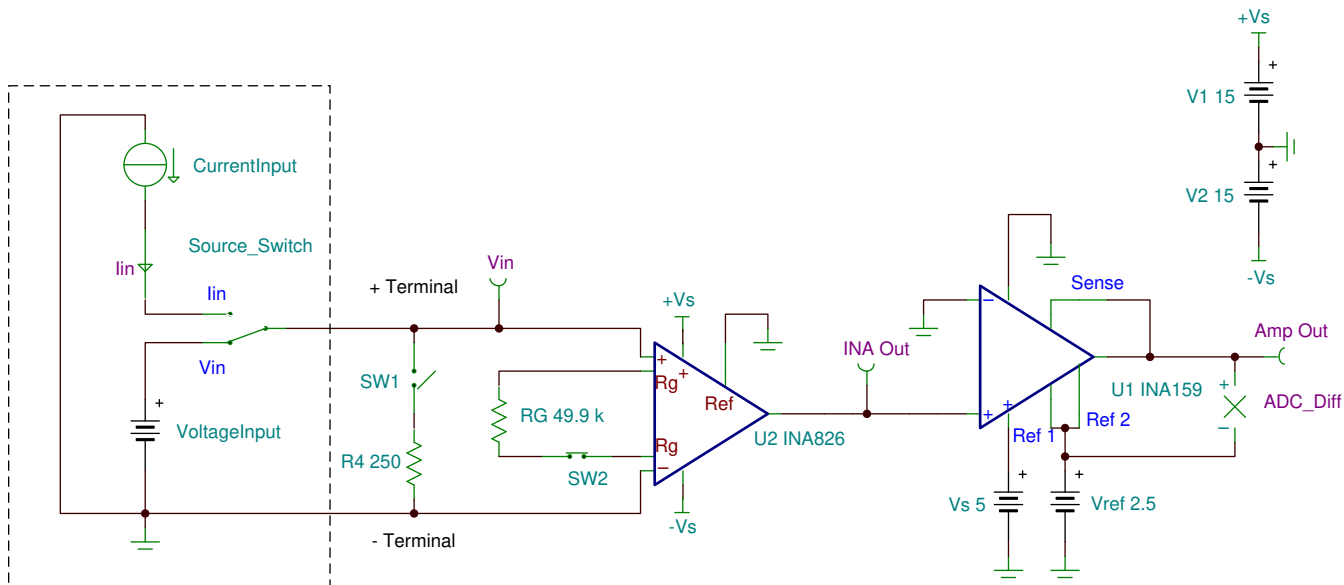 +Vs
+
V1 15
+
V2 15
-Vs
CurrentInput
Source_Switch
Iin
Iin
Vin
+
VoltageInput
+ Terminal
Vin
SW1
R4 250
- Terminal
RG 49.9 k
SW2
+Vs
+
+
Rg
Ref
Rg
−
-Vs
U2 INA826
INA Out
−
Sense
+
+
Ref 1
Ref 2
U1 INA159
Amp Out
+
−
ADC_Diff
+
Vs 5
+
Vref 2.5